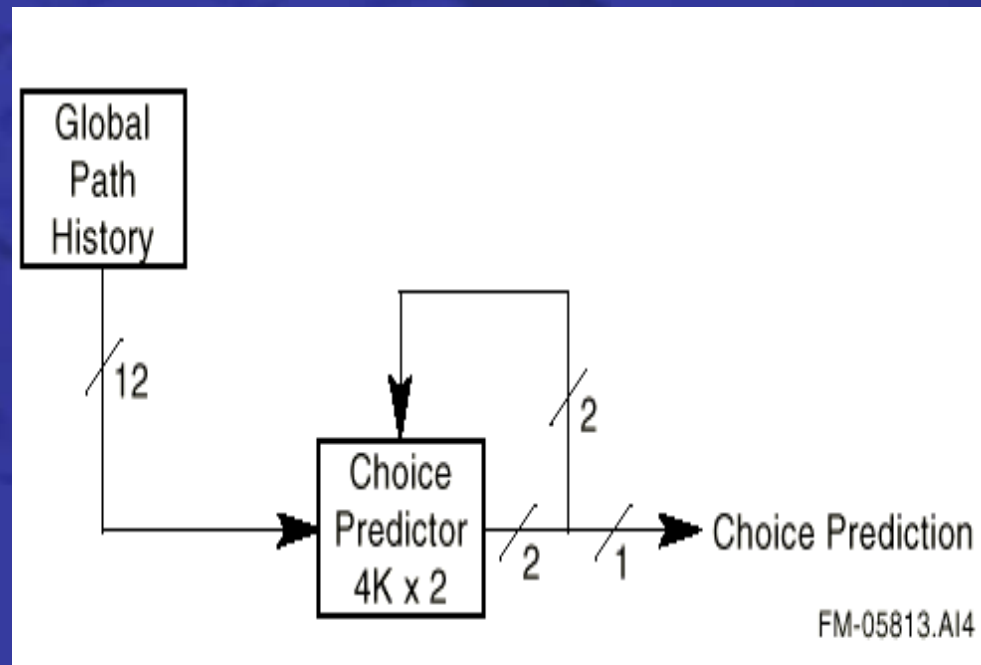 Global
Path
History
12
2
Choice
Predictor
4K x 2
2
1
Choice Prediction
FM-05813.AI4